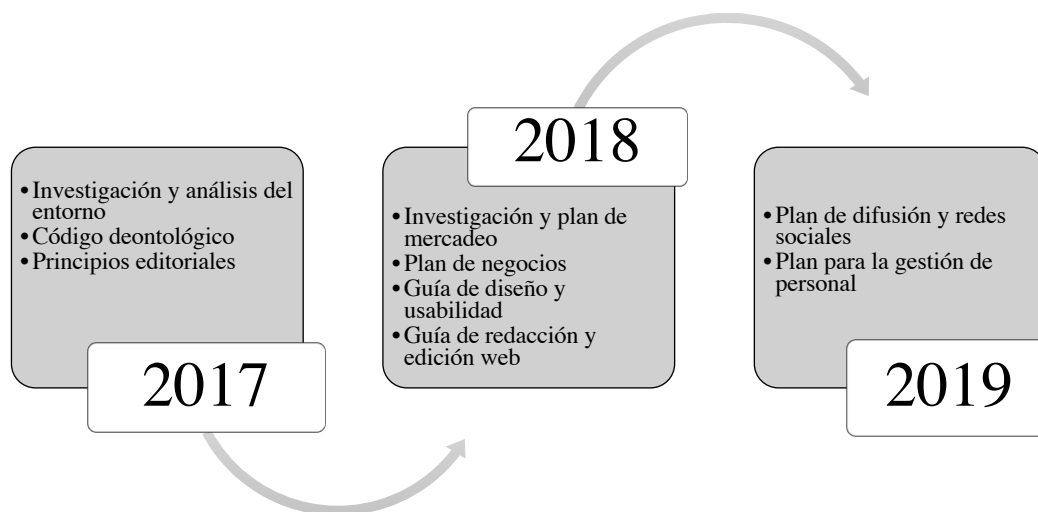 • Investigación y análisis del
entorno
• Código deontológico
• Principios editoriales
2017
2018
• Investigación y plan de
mercadeo
• Plan de negocios
• Guía de diseño y
usabilidad
• Guía de redacción y
edición web
• Plan de difusión y redes
sociales
• Plan para la gestión de
personal
2019